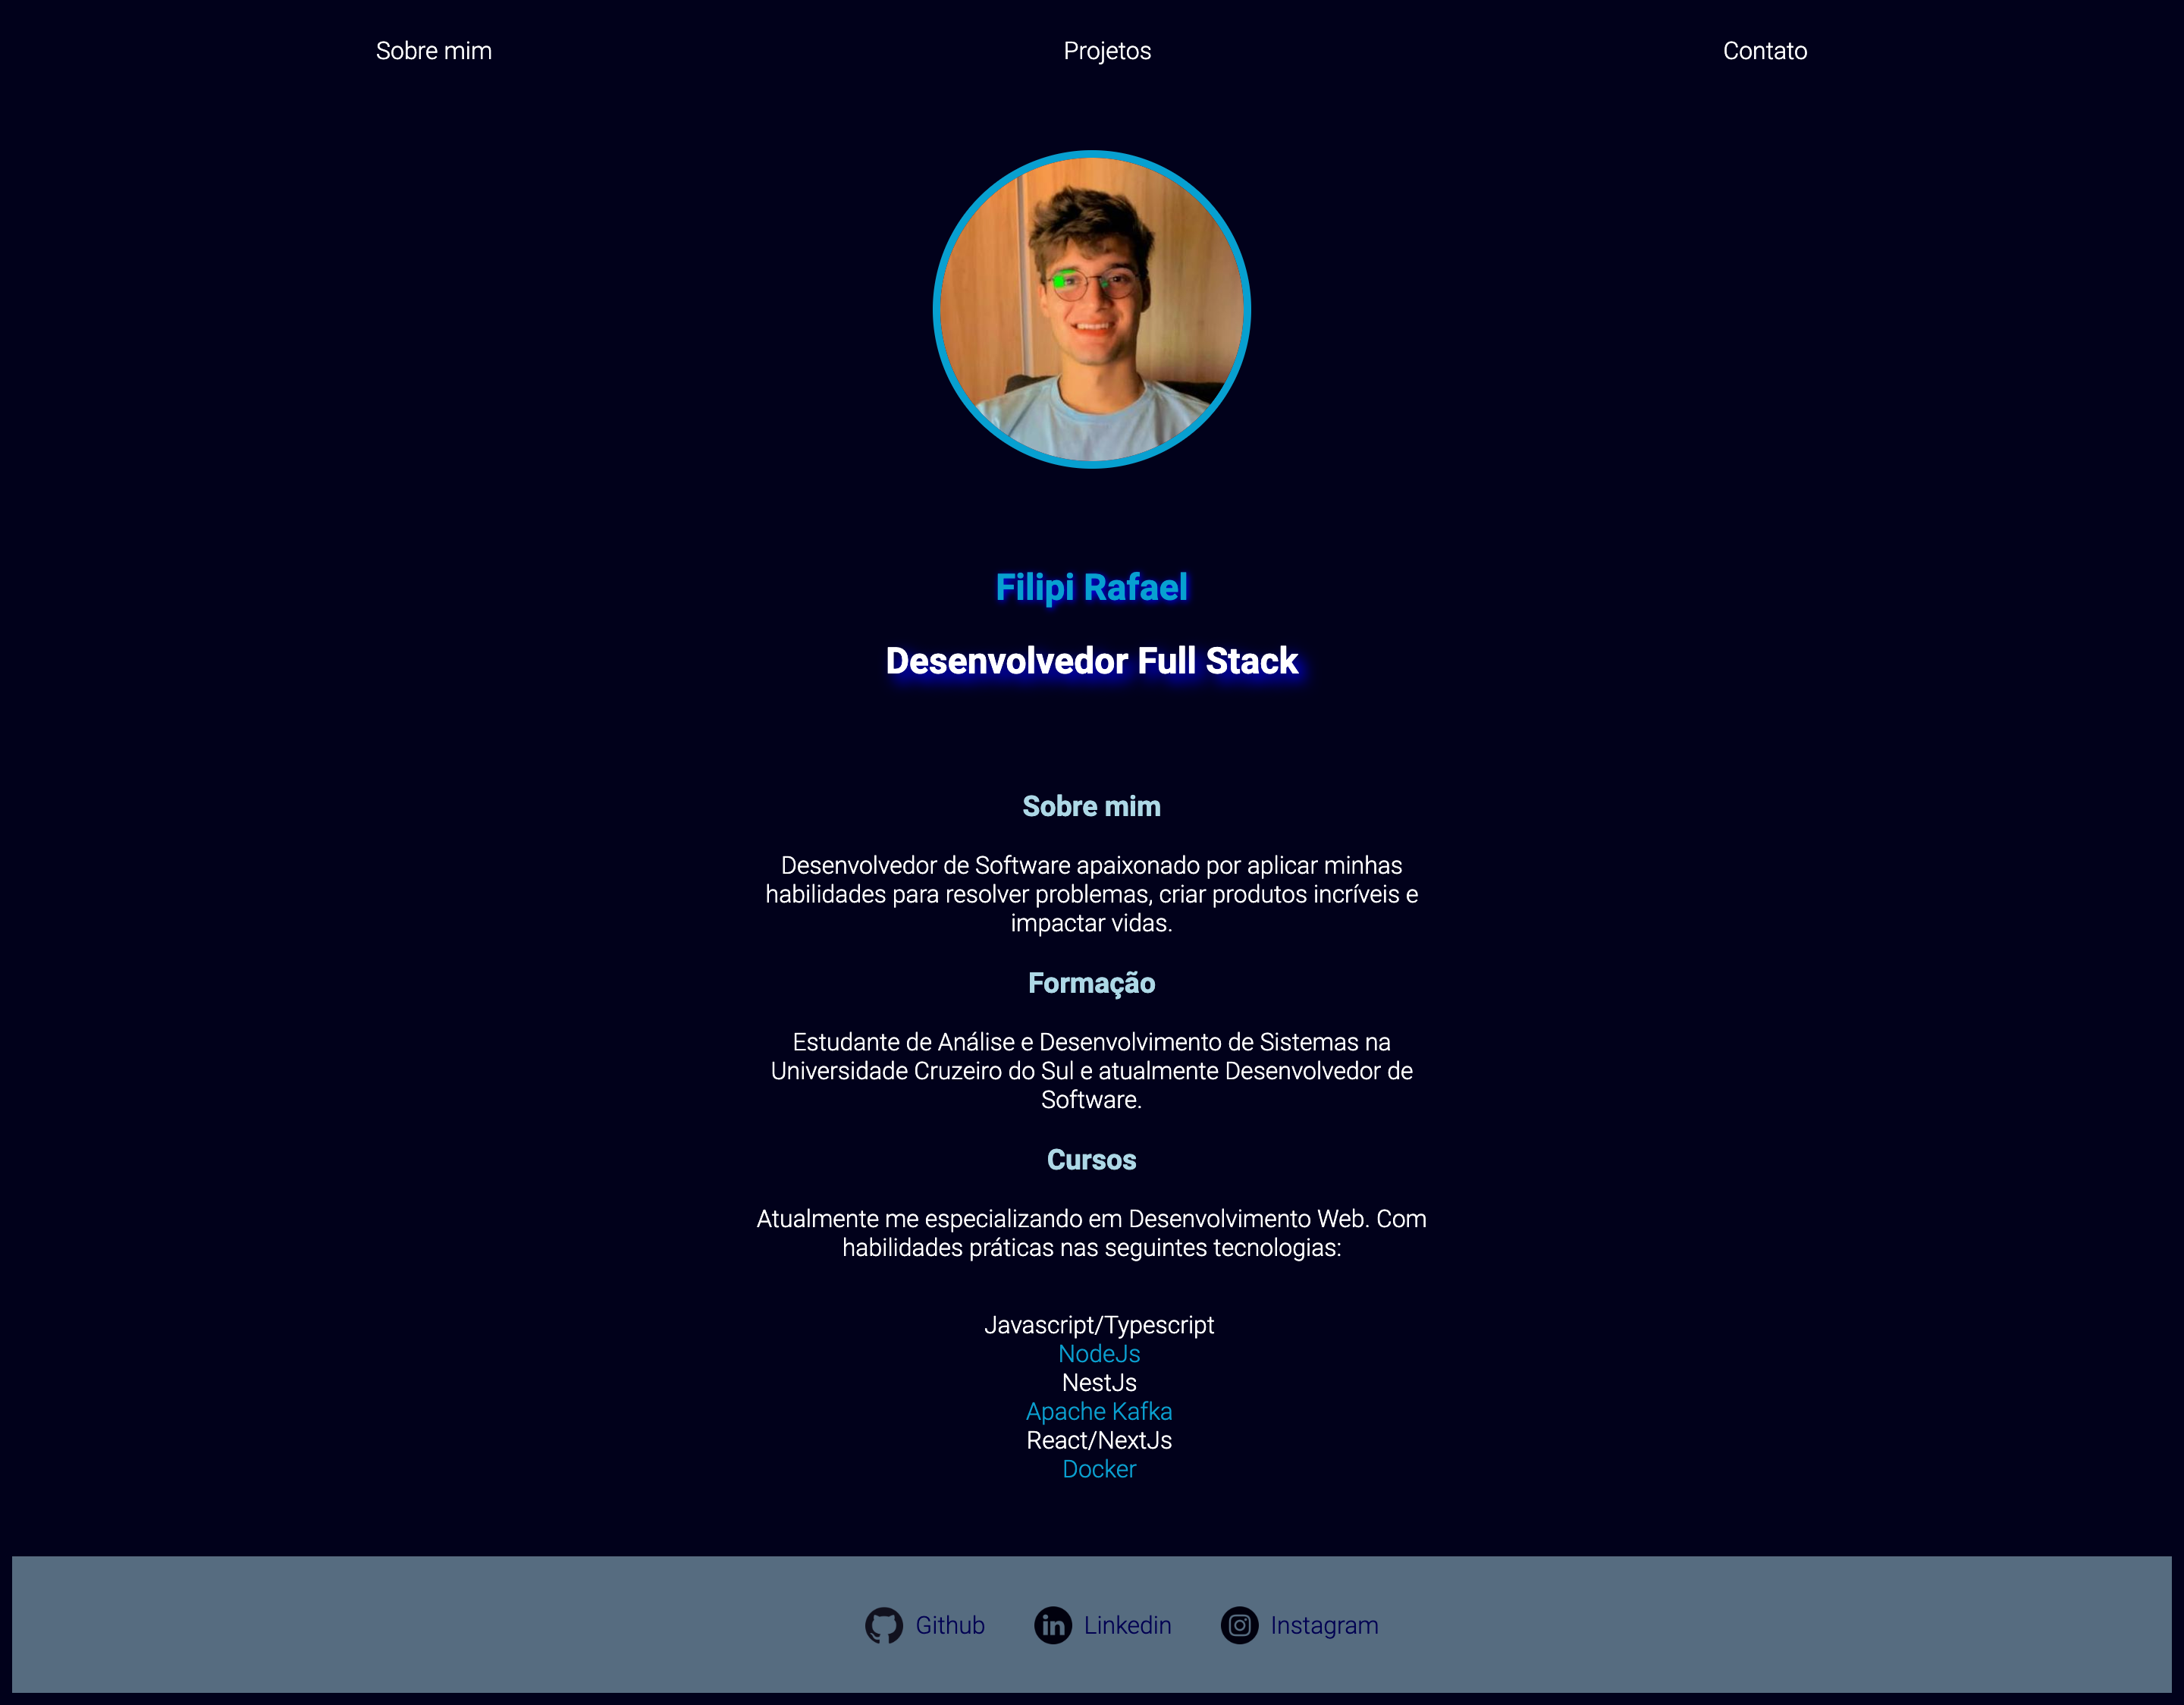 Sobre mim
Projetos
Contato
Filipi Rafael
Desenvolvedor Full Stack
Sobre mim
Desenvolvedor de Software apaixonado por aplicar minhas
habilidades para resolver problemas, criar produtos incríveis e
impactar vidas.
Formação
Estudante de Análise e Desenvolvimento de Sistemas na
Universidade Cruzeiro do Sul e atualmente Desenvolvedor de
Software.
Cursos
Atualmente me especializando em Desenvolvimento Web. Com
habilidades práticas nas seguintes tecnologias:
Javascript/Typescript
NodeJs
NestJs
Apache Kafka
React/NextJs
Docker
Github
Linkedin
Instagram